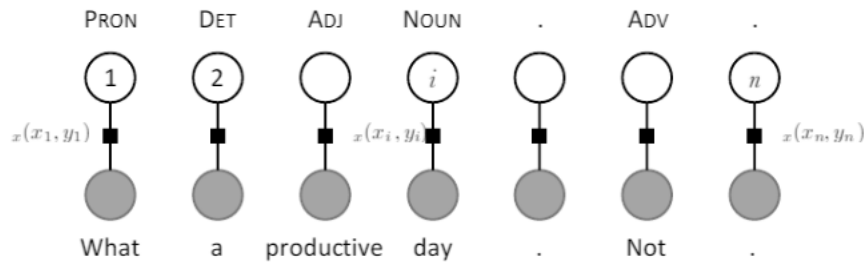 PRON DET ADJ NOUN . ADV .
1 2 i n
x(x1, y1) x(xi, yi) x(xn, yn)
What a productive day . Not .